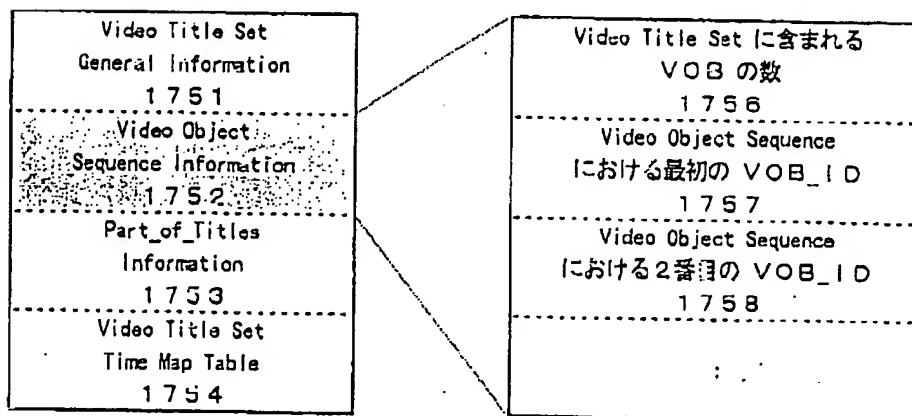 Video Title Set
General Information
1751
Video Object
Sequence Information
1752
Part_of_Titles
Information
1753
Video Title Set
Time Map Table
1754
Video Title Set に含まれる
VOB の数
1756
Video Object Sequence
における最初の VOB_ID
1757
Video Object Sequence
における2番目の VOB_ID
1758
: